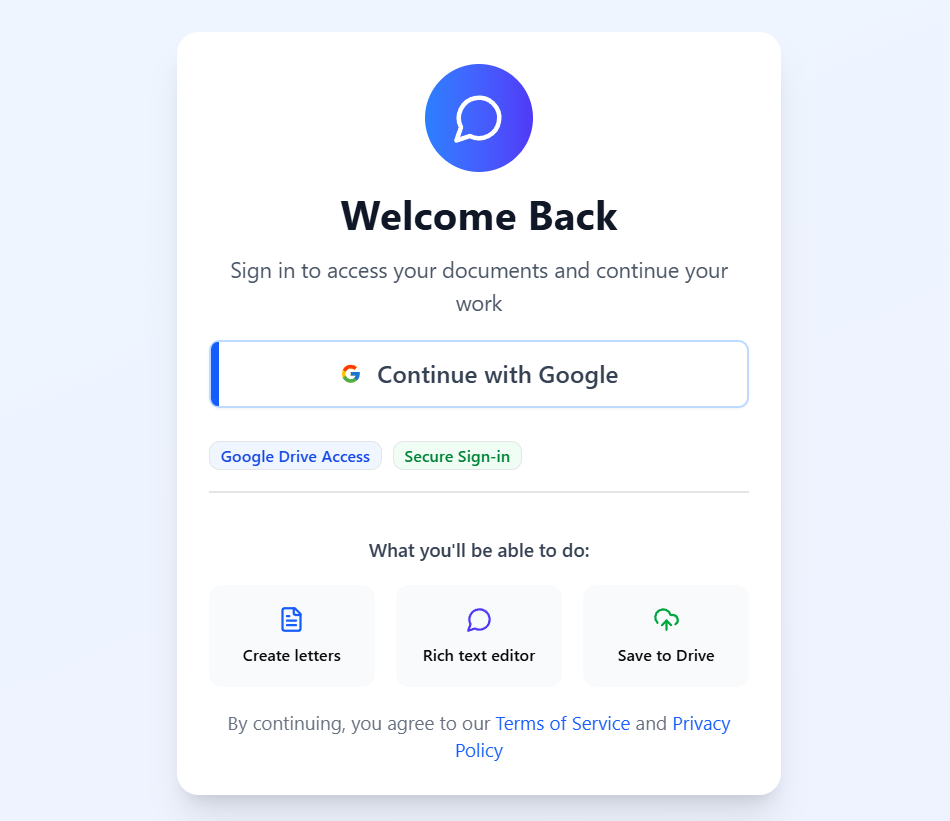 Welcome Back
Sign in to access your documents and continue your
work
Continue with Google
Google Drive Access Secure Sign-in
What you'll be able to do:
Create letters Rich text editor Save to Drive
By continuing, you agree to our Terms of Service and Privacy
Policy